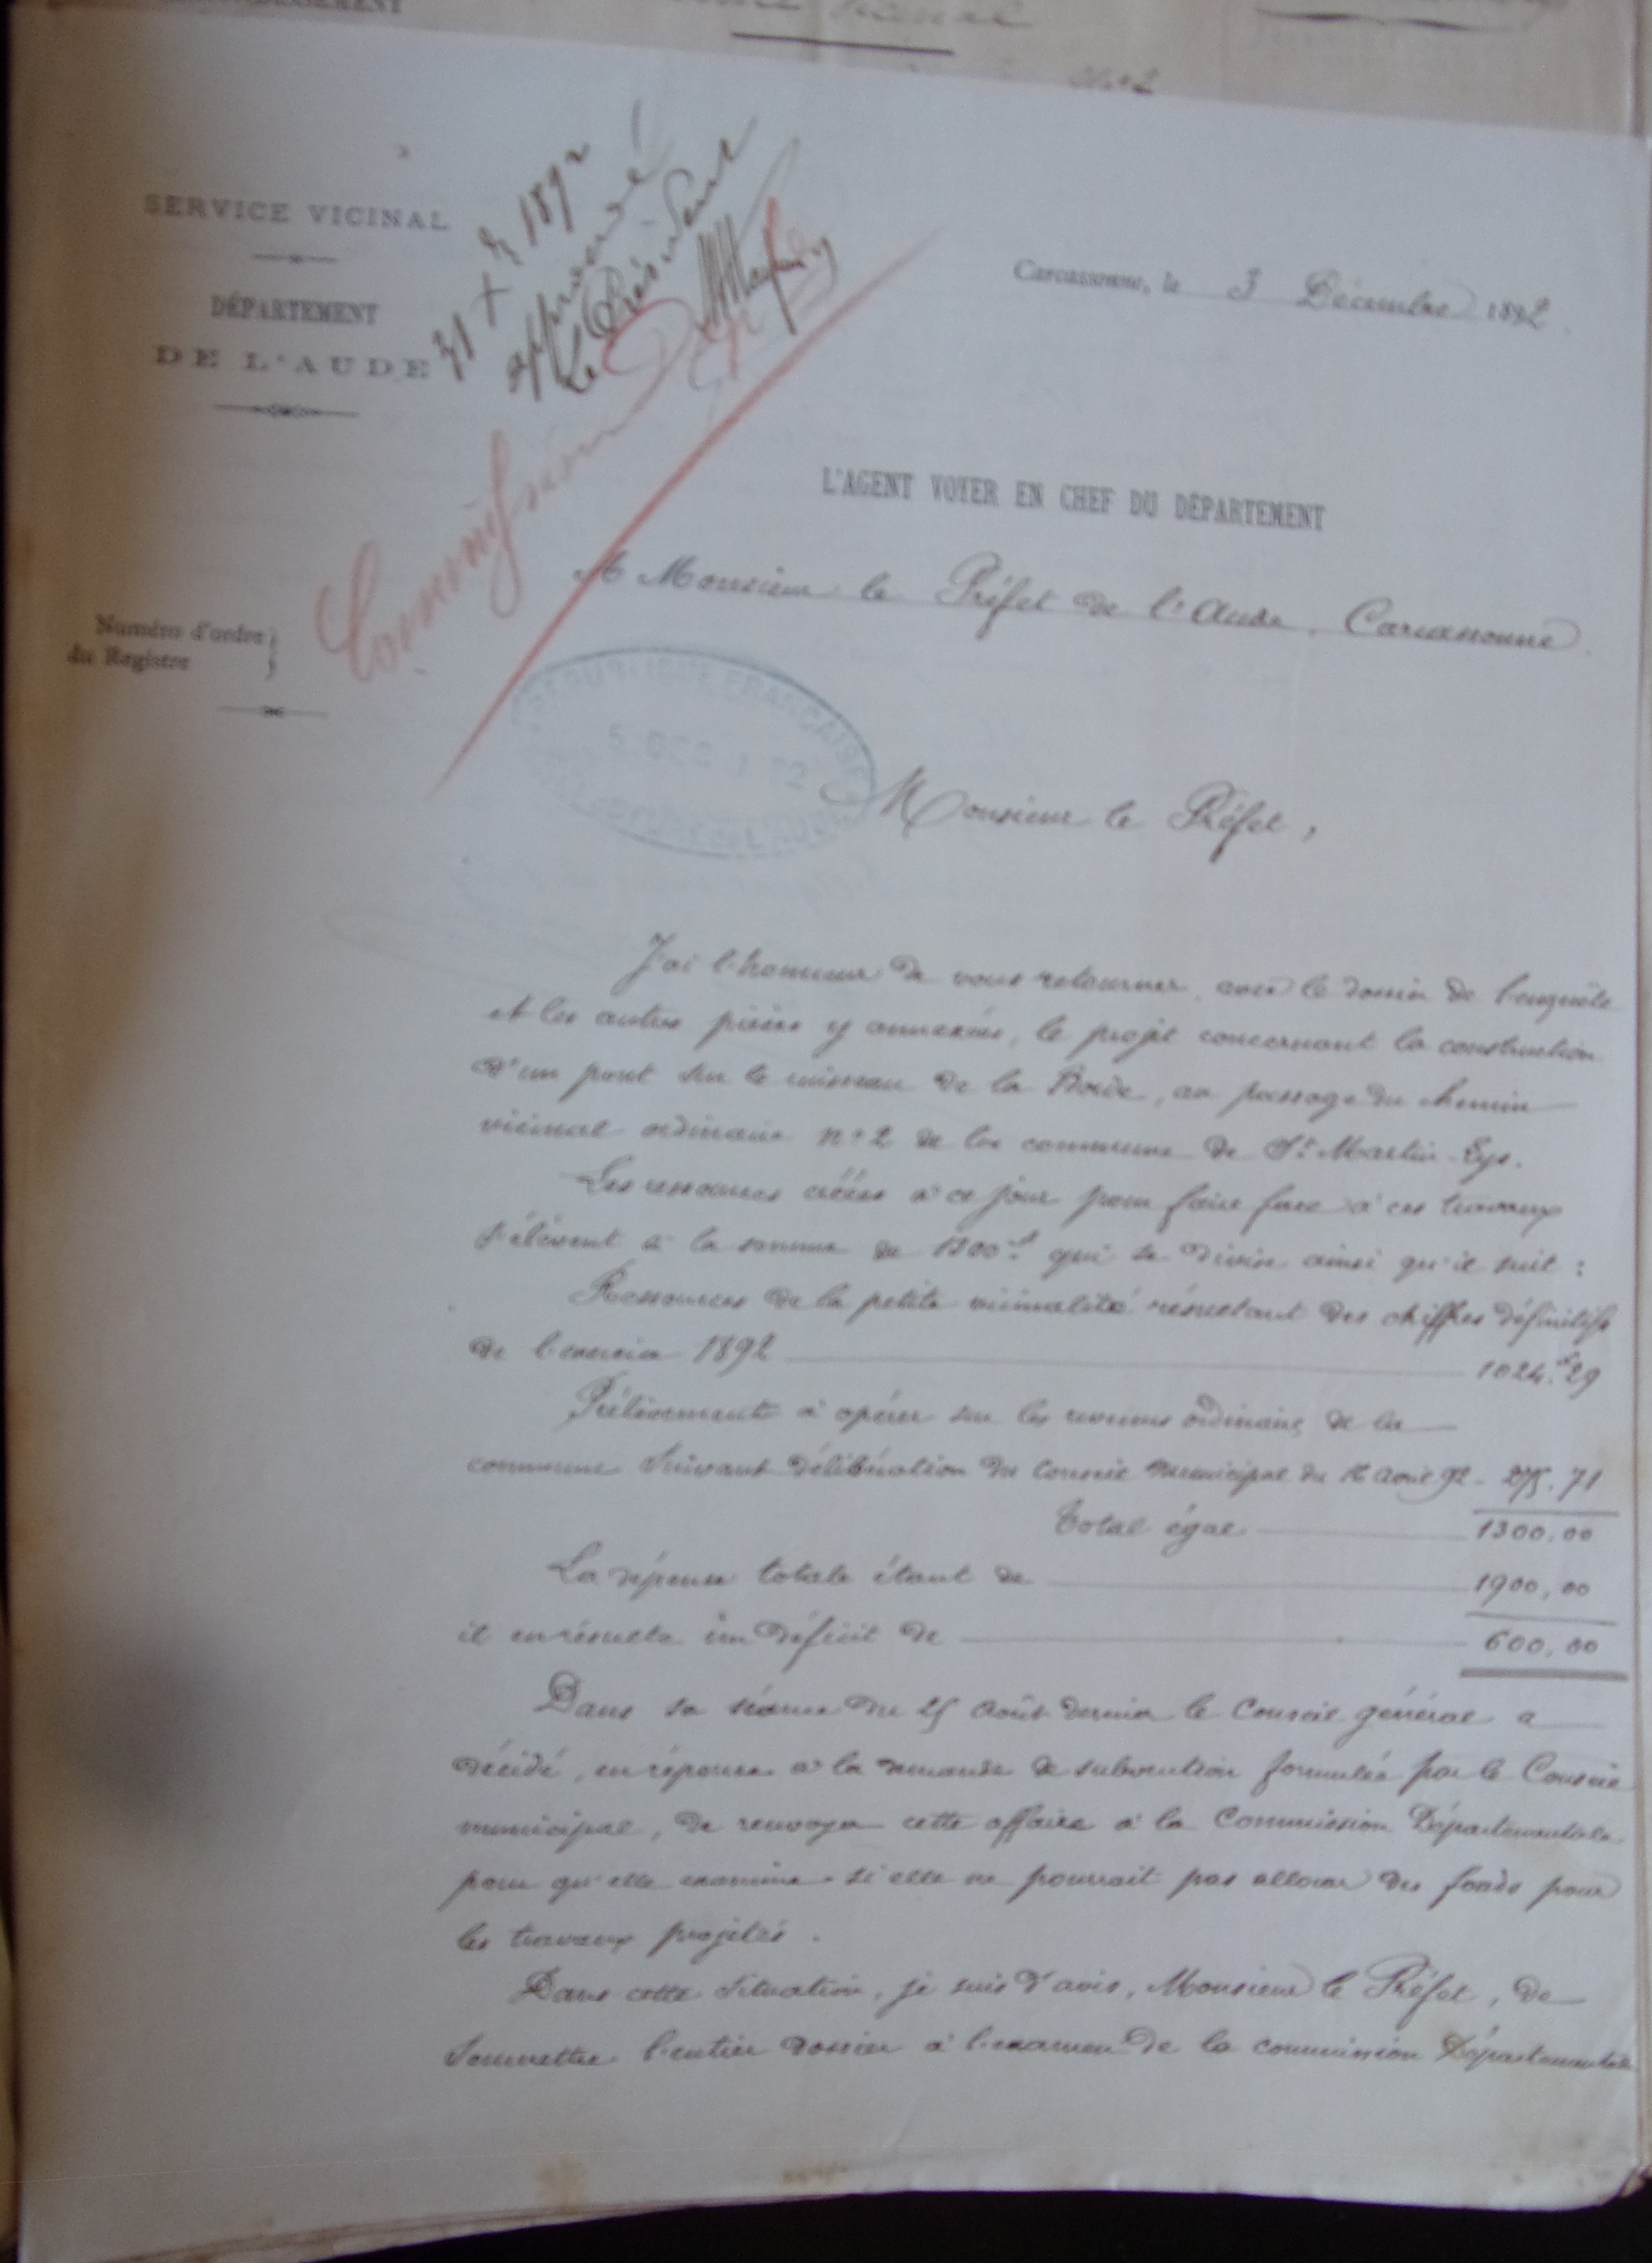 SERVICE VICINAL
DÉPARTEMENT
DE L'AUDE
31 Xbre 1892
approuvé
Le Président
Commission Dep
Carcassonne, le 3 Décembre 1892
L'AGENT VOYER EN CHEF DU DÉPARTEMENT
A Monsieur le Préfet de l'Aude, Carcassonne
Numéro d'ordre
du Registre
RÉPUBLIQUE FRANÇAISE
Monsieur le Préfet,
J'ai l'honneur de vous retourner, avec le dossier de l'enquête
et les autres pièces y annexées, le projet concernant la construction
d'un pont sur le ruisseau de la, au passage du chemin
vicinal ordinaire n° 2 de la commune de St Martin-Lys.
Les ressources créées à ce jour pour faire face à ces travaux
s'élèvent à la somme de 1300 f qui se divise ainsi qu'il suit :
Ressources de la petite vicinalité résultant des chiffres définitifs
de l'exercice 1892 1024 f 29
Prélèvement à opérer sur les revenus ordinaires de la
commune suivant délibération du Conseil municipal du Avril 92 - 275.71
Total égal 1300.00
La dépense totale étant de 1900,00
il en résulte un déficit de 600,00
Dans sa séance du 25 Août dernier le Conseil général a
décidé, en réponse à la demande de subvention formulée par le Conseil
municipal, de renvoyer cette affaire à la Commission Départementale
pour qu'elle examine si elle ne pourrait pas allouer des fonds pour
les travaux projetés.
Dans cette situation, je suis d'avis, Monsieur le Préfet, de
soumettre l'entier dossier à l'examen de la commission Départementale